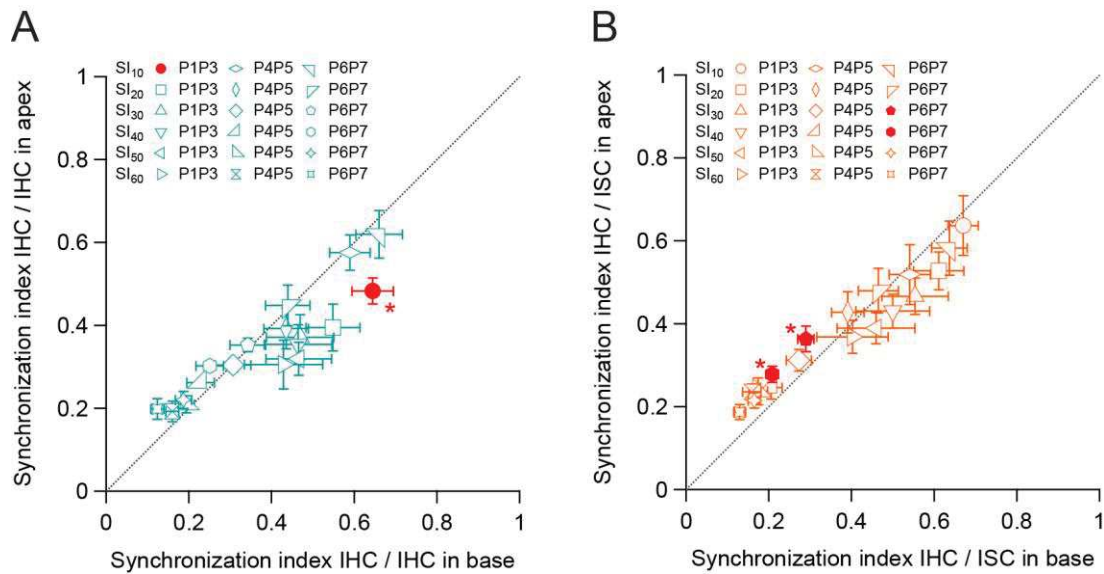 A
SI10 P1P3 P4P5 P6P7
SI20 P1P3 P4P5 P6P7
SI30 P1P3 P4P5 P6P7
SI40 P1P3 P4P5 P6P7
SI50 P1P3 P4P5 P6P7
SI60 P1P3 P4P5 P6P7
1
0.8
0.6
0.4
0.2
0
*
0 0.2 0.4 0.6 0.8 1
Synchronization index IHC / IHC in apex
Synchronization index IHC / IHC in base
B
SI10 P1P3 P4P5 P6P7
SI20 P1P3 P4P5 P6P7
SI30 P1P3 P4P5 P6P7
SI40 P1P3 P4P5 P6P7
SI50 P1P3 P4P5 P6P7
SI60 P1P3 P4P5 P6P7
1
0.8
0.6
0.4
0.2
0
*
*
0 0.2 0.4 0.6 0.8 1
Synchronization index IHC / ISC in apex
Synchronization index IHC / ISC in base